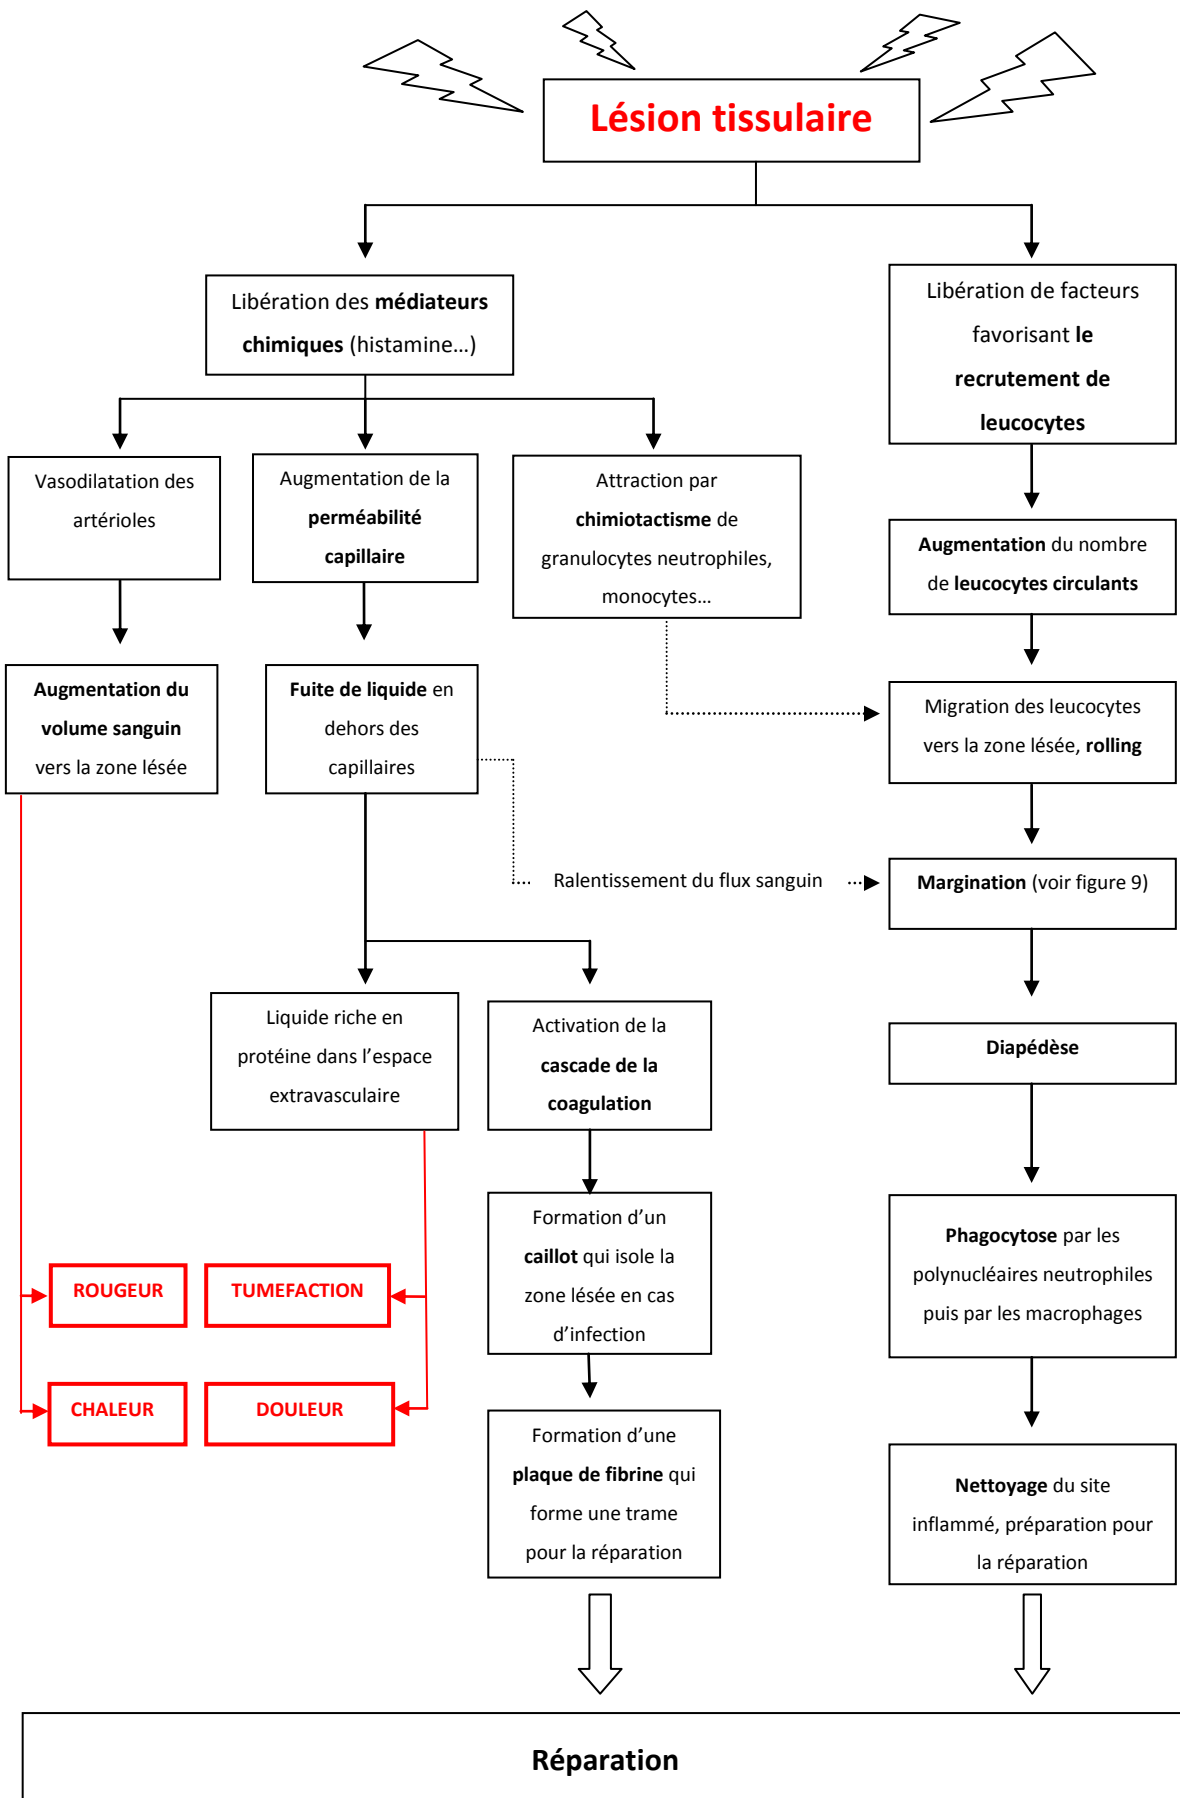 Lésion tissulaire
Libération des médiateurs
chimiques (histamine…)
Libération de facteurs
favorisant le
recrutement de
leucocytes
Vasodilatation des
artérioles
Augmentation de la
perméabilité
capillaire
Attraction par
chimiotactisme de
granulocytes neutrophiles,
monocytes…
Augmentation du nombre
de leucocytes circulants
Augmentation du
volume sanguin
vers la zone lésée
Fuite de liquide en
dehors des
capillaires
Migration des leucocytes
vers la zone lésée, rolling
Ralentissement du flux sanguin
Margination (voir figure 9)
Liquide riche en
protéine dans l’espace
extravasculaire
Activation de la
cascade de la
coagulation
Diapédèse
Formation d’un
caillot qui isole la
zone lésée en cas
d’infection
Phagocytose par les
polynucléaires neutrophiles
puis par les macrophages
ROUGEUR
TUMEFACTION
CHALEUR
DOULEUR
Formation d’une
plaque de fibrine qui
forme une trame
pour la réparation
Nettoyage du site
inflammé, préparation pour
la réparation
Réparation